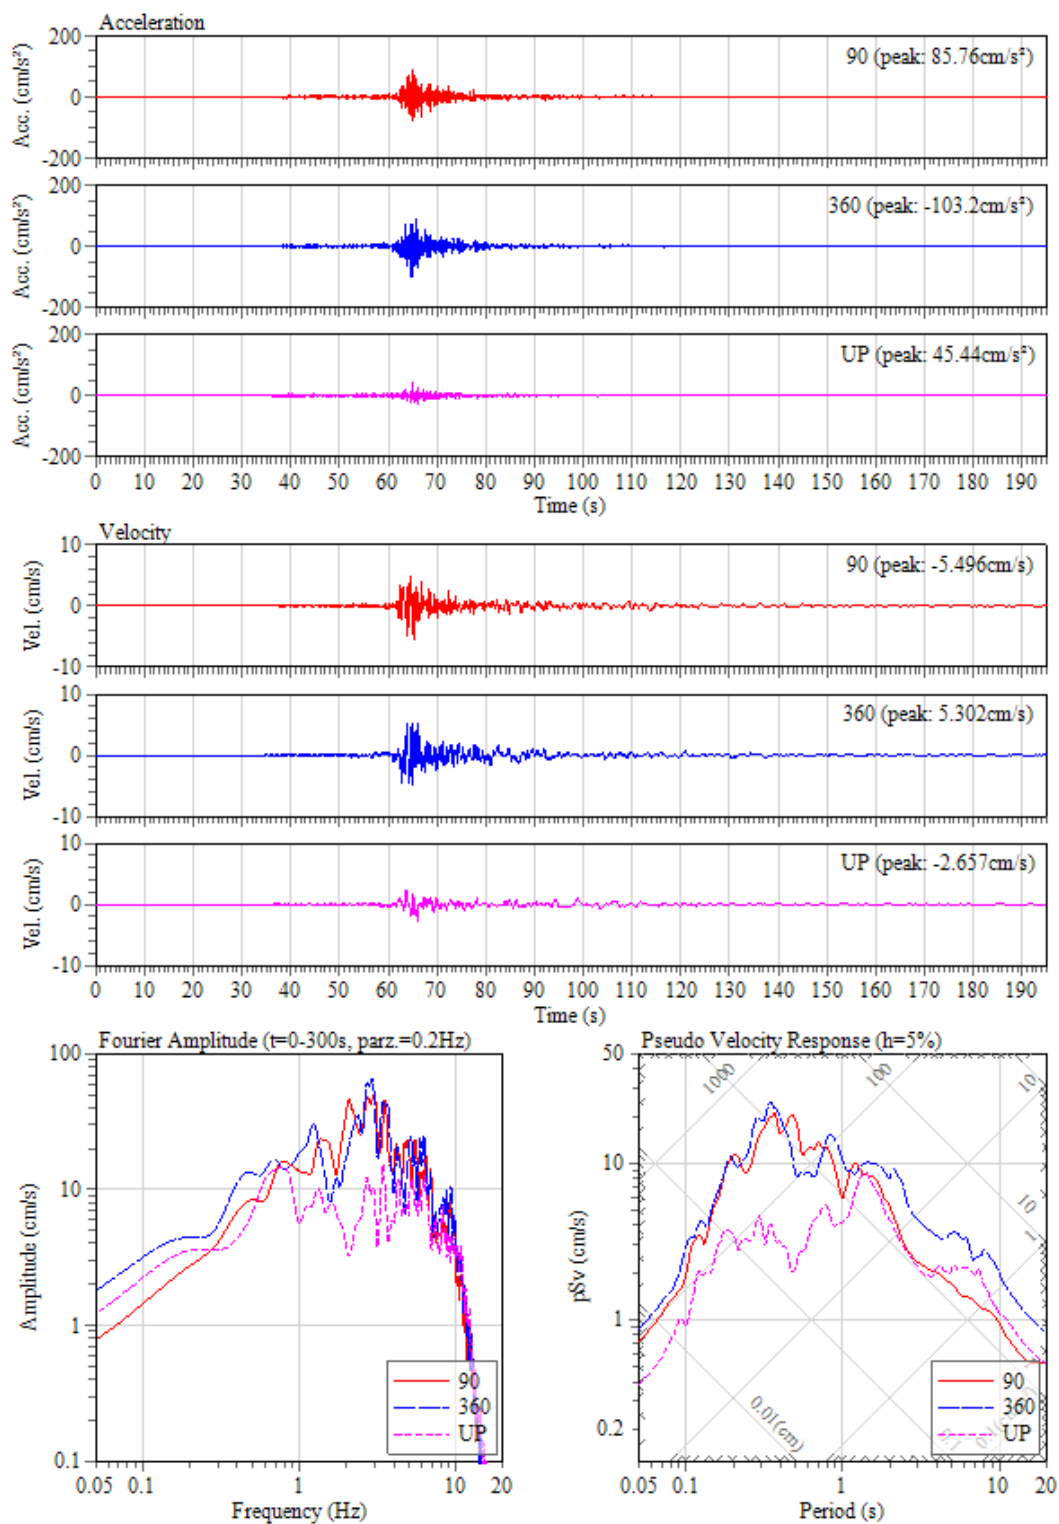 Acceleration
200
0
-200
Acc. (cm/s²)
90 (peak: 85.76cm/s²)
200
0
-200
Acc. (cm/s²)
360 (peak: -103.2cm/s²)
200
0
-200
Acc. (cm/s²)
UP (peak: 45.44cm/s²)
0 10 20 30 40 50 60 70 80 90 100 110 120 130 140 150 160 170 180 190
Time (s)
Velocity
10
0
-10
Vel. (cm/s)
90 (peak: -5.496cm/s)
10
0
-10
Vel. (cm/s)
360 (peak: 5.302cm/s)
10
0
-10
Vel. (cm/s)
UP (peak: -2.657cm/s)
0 10 20 30 40 50 60 70 80 90 100 110 120 130 140 150 160 170 180 190
Time (s)
Fourier Amplitude (t=0-300s, parz.=0.2Hz)
100
10
1
0.1
Amplitude (cm/s)
90
360
UP
0.05 0.1 1 10 20
Frequency (Hz)
Pseudo Velocity Response (h=5%)
50
10
1
0.2
pSv (cm/s)
1000
100
10
10
1
0.01(cm)
0.1
90
360
UP
0.05 0.1 1 10 20
Period (s)